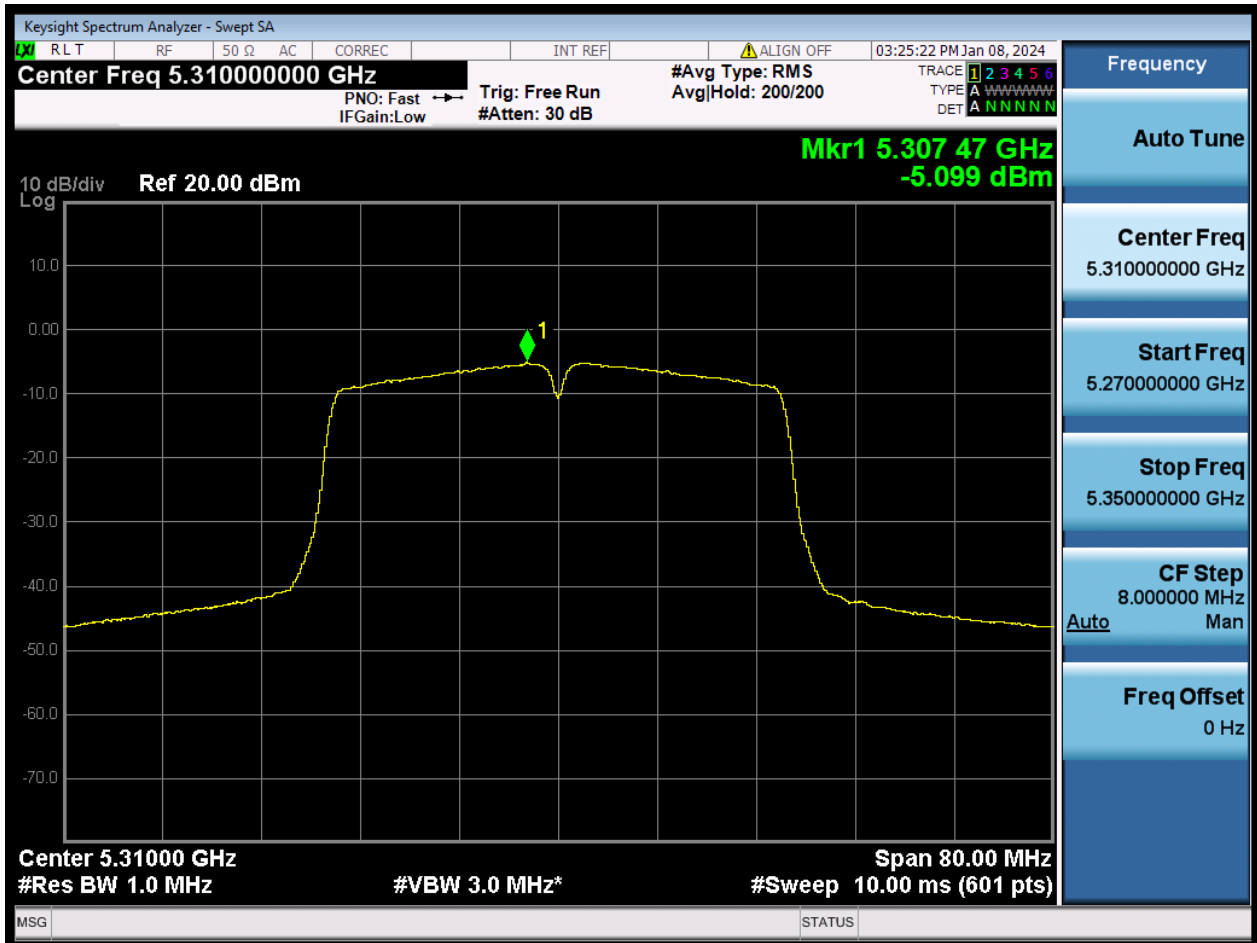 Keysight Spectrum Analyzer - Swept SA
LXI RLT RF 50 Ω AC CORREC INT REF ALIGN OFF 03:25:22 PM Jan 08, 2024
Center Freq 5.310000000 GHz
PNO: Fast
IFGain:Low
Trig: Free Run
#Atten: 30 dB
#Avg Type: RMS
Avg|Hold: 200/200
TRACE 1 2 3 4 5 6
TYPE A WWWWW
DET A N N N N N
Mkr1 5.307 47 GHz
-5.099 dBm
10 dB/div Ref 20.00 dBm
Log
1
10.0
0.00
-10.0
-20.0
-30.0
-40.0
-50.0
-60.0
-70.0
Center 5.31000 GHz Span 80.00 MHz
#Res BW 1.0 MHz #VBW 3.0 MHz* #Sweep 10.00 ms (601 pts)
MSG STATUS
Frequency
Auto Tune
Center Freq
5.310000000 GHz
Start Freq
5.270000000 GHz
Stop Freq
5.350000000 GHz
CF Step
8.000000 MHz
Auto Man
Freq Offset
0 Hz